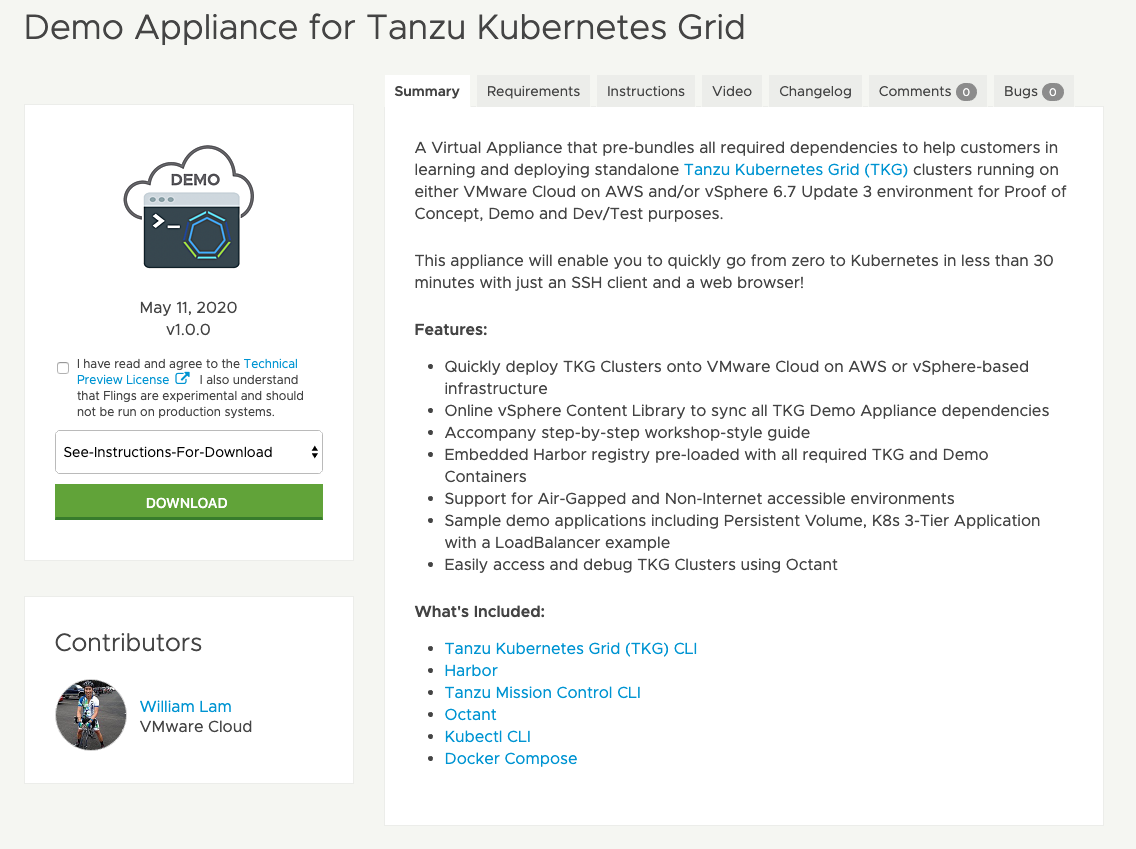 Demo Appliance for Tanzu Kubernetes Grid
DEMO
May 11, 2020
v1.0.0
I have read and agree to the Technical
Preview License I also understand
that Flings are experimental and should
not be run on production systems.
See-Instructions-For-Download
DOWNLOAD
Contributors
William Lam
VMware Cloud
Summary Requirements Instructions Video Changelog Comments 0 Bugs 0
A Virtual Appliance that pre-bundles all required dependencies to help customers in
learning and deploying standalone Tanzu Kubernetes Grid (TKG) clusters running on
either VMware Cloud on AWS and/or vSphere 6.7 Update 3 environment for Proof of
Concept, Demo and Dev/Test purposes.
This appliance will enable you to quickly go from zero to Kubernetes in less than 30
minutes with just an SSH client and a web browser!
Features:
• Quickly deploy TKG Clusters onto VMware Cloud on AWS or vSphere-based
infrastructure
• Online vSphere Content Library to sync all TKG Demo Appliance dependencies
• Accompany step-by-step workshop-style guide
• Embedded Harbor registry pre-loaded with all required TKG and Demo
Containers
• Support for Air-Gapped and Non-Internet accessible environments
• Sample demo applications including Persistent Volume, K8s 3-Tier Application
with a LoadBalancer example
• Easily access and debug TKG Clusters using Octant
What's Included:
• Tanzu Kubernetes Grid (TKG) CLI
• Harbor
• Tanzu Mission Control CLI
• Octant
• Kubectl CLI
• Docker Compose